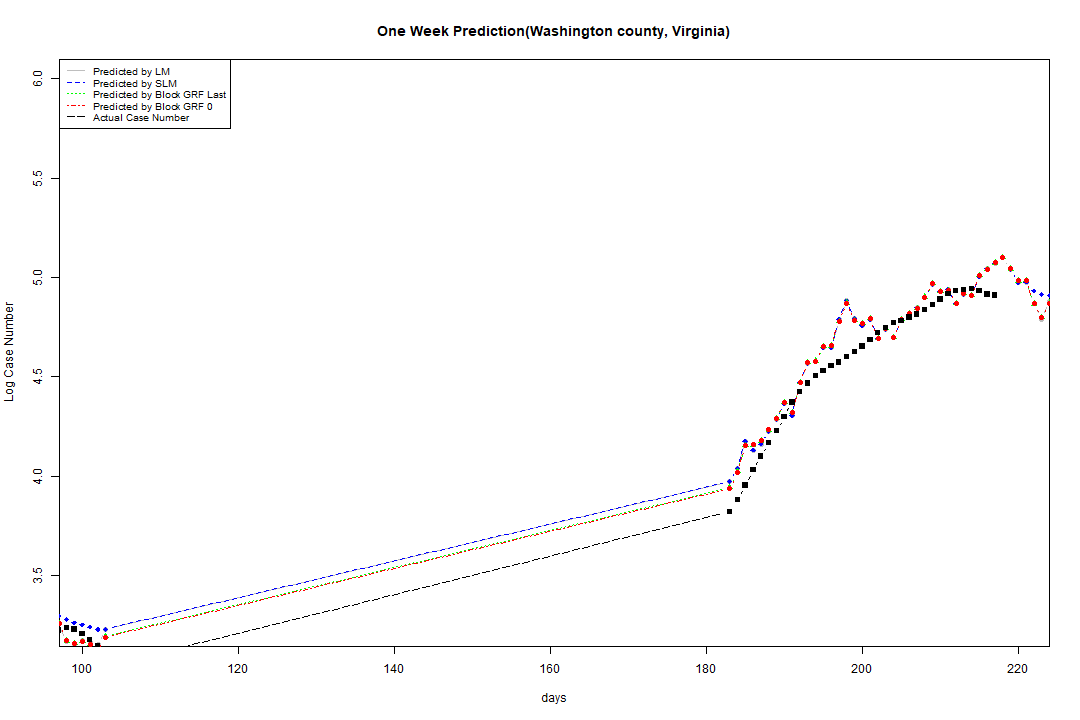 One Week Prediction(Washington county, Virginia)
Predicted by LM
Predicted by SLM
Predicted by Block GRF Last
Predicted by Block GRF 0
Actual Case Number
Log Case Number
6.0
5.5
5.0
4.5
4.0
3.5
100 120 140 160 180 200 220
days